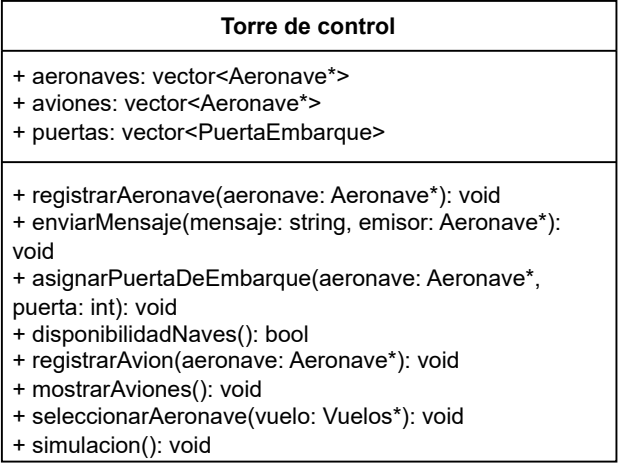 Torre de control
+ aeronaves: vector<Aeronave*>
+ aviones: vector<Aeronave*>
+ puertas: vector<PuertaEmbarque>
+ registrarAeronave(aeronave: Aeronave*): void
+ enviarMensaje(mensaje: string, emisor: Aeronave*):
void
+ asignarPuertaDeEmbarque(aeronave: Aeronave*,
puerta: int): void
+ disponibilidadNaves(): bool
+ registrarAvion(aeronave: Aeronave*): void
+ mostrarAviones(): void
+ seleccionarAeronave(vuelo: Vuelos*): void
+ simulacion(): void